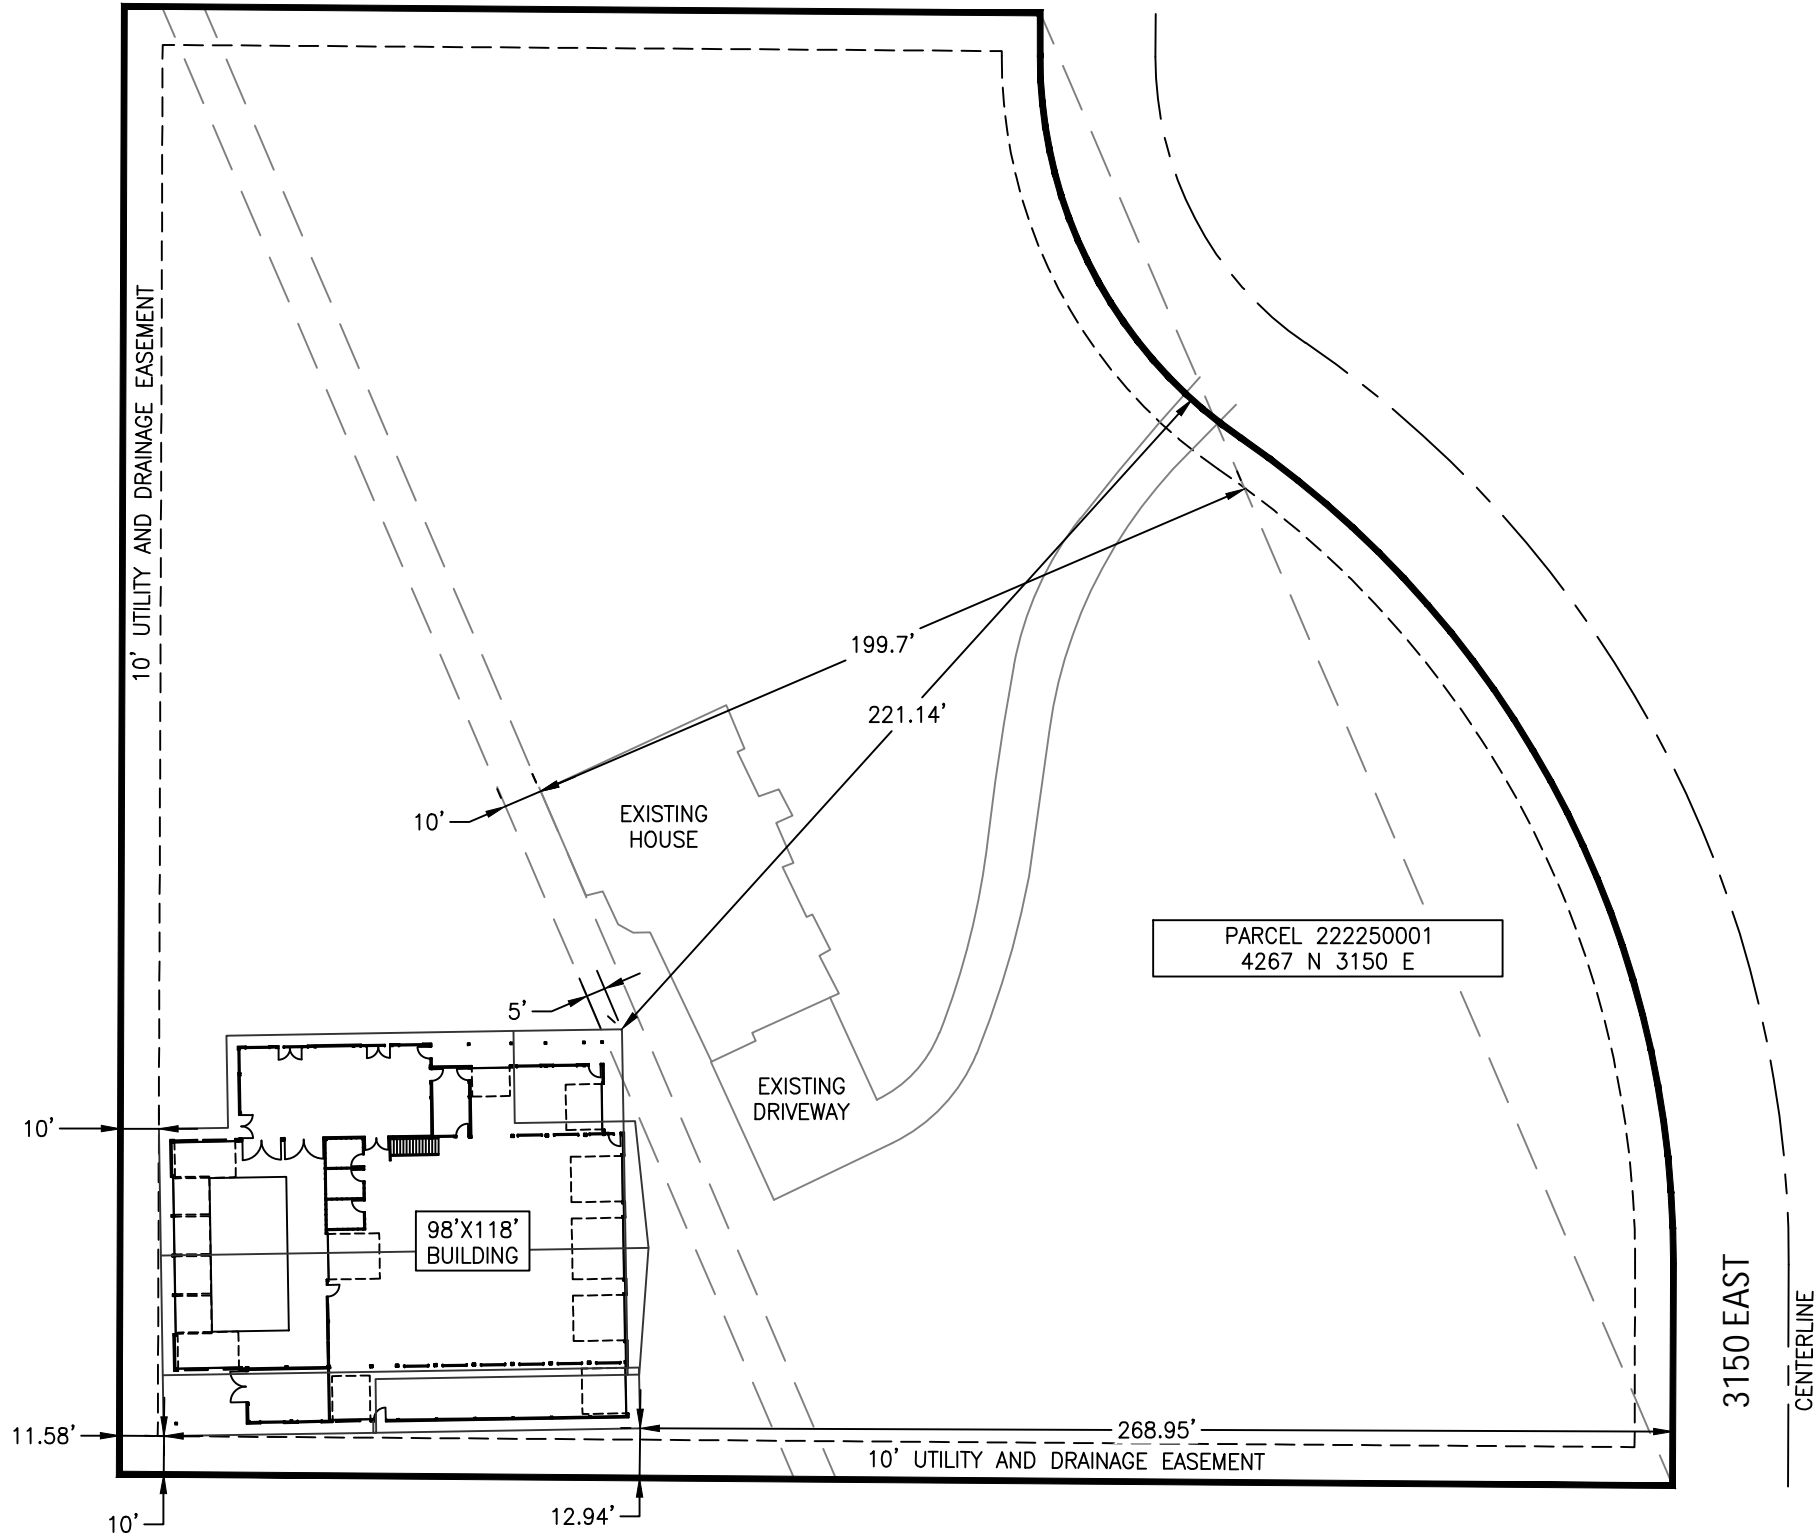 10' UTILITY AND DRAINAGE EASEMENT
199.7'
221.14'
10'
EXISTING
HOUSE
PARCEL 222250001
4267 N 3150 E
5'
EXISTING
DRIVEWAY
10'
98'X118'
BUILDING
3150 EAST
CENTERLINE
11.58'
268.95'
10' UTILITY AND DRAINAGE EASEMENT
12.94'
10'